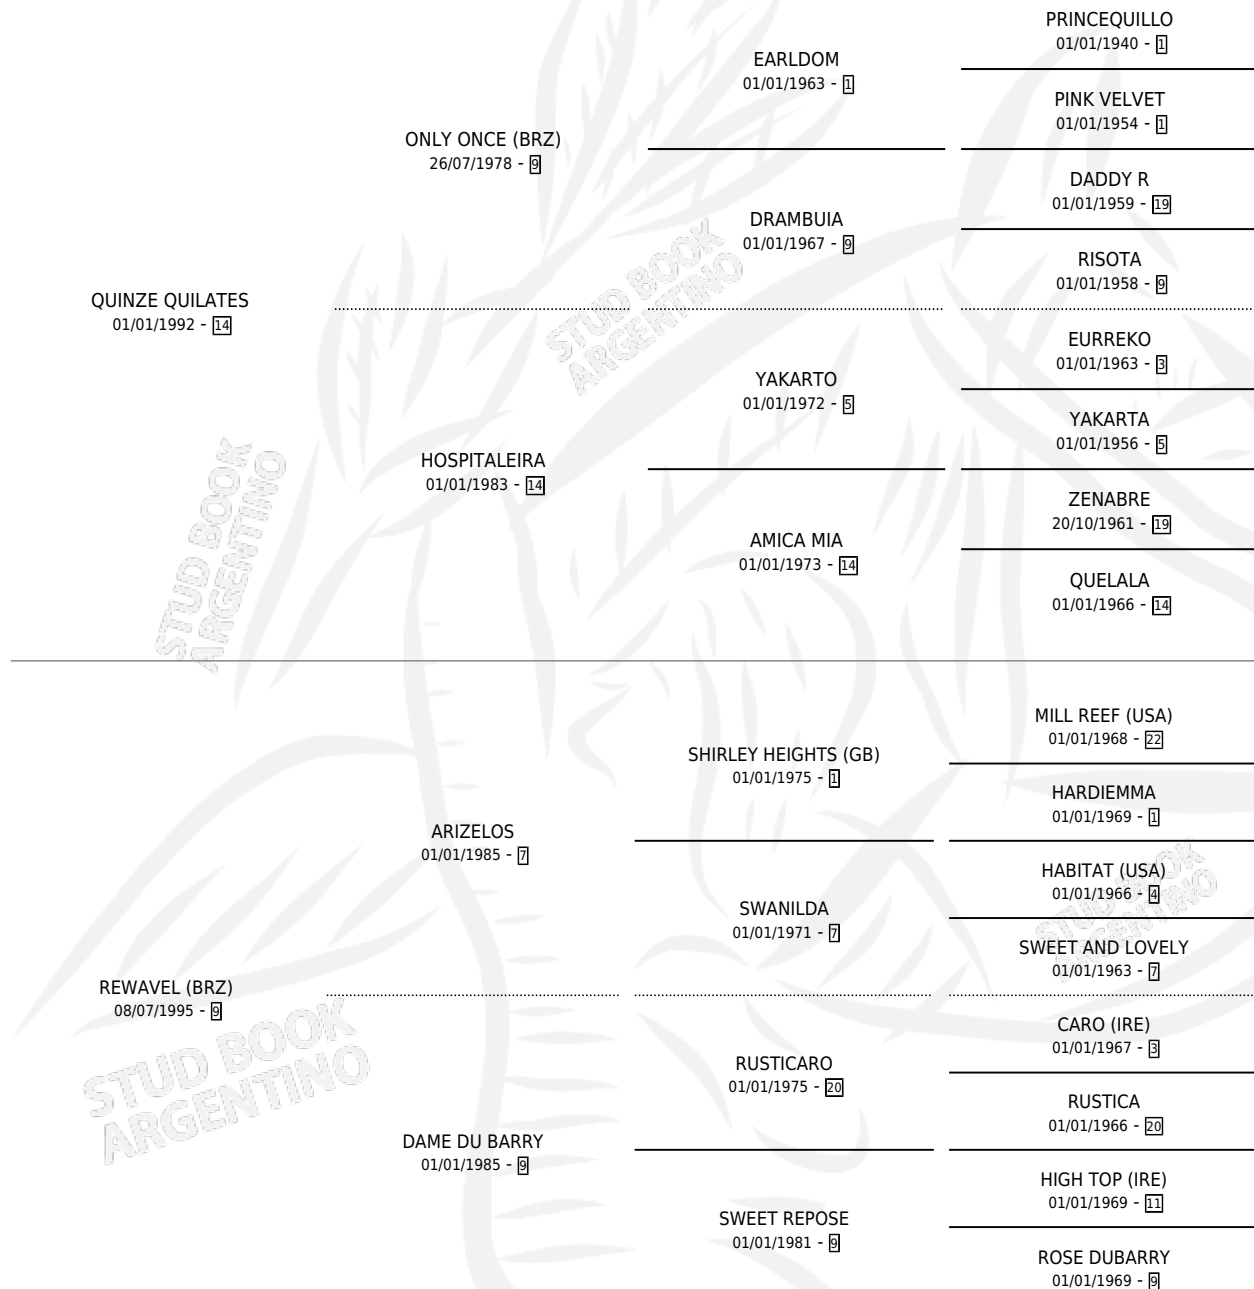 PRINCEQUILLO
01/01/1940 - 1
EARLDOM
01/01/1963 - 1
PINK VELVET
01/01/1954 - 1
ONLY ONCE (BRZ)
26/07/1978 - 9
DADDY R
01/01/1959 - 19
DRAMBUIA
01/01/1967 - 9
RISOTA
01/01/1958 - 9
QUINZE QUILATES
01/01/1992 - 14
EURREKO
01/01/1963 - 3
YAKARTO
01/01/1972 - 5
YAKARTA
01/01/1956 - 5
HOSPITALEIRA
01/01/1983 - 14
ZENABRE
20/10/1961 - 19
AMICA MIA
01/01/1973 - 14
QUELALA
01/01/1966 - 14
MILL REEF (USA)
01/01/1968 - 22
SHIRLEY HEIGHTS (GB)
01/01/1975 - 1
HARDIEMMA
01/01/1969 - 1
ARIZELOS
01/01/1985 - 7
HABITAT (USA)
01/01/1966 - 4
SWANILDA
01/01/1971 - 7
SWEET AND LOVELY
01/01/1963 - 7
REWAVEL (BRZ)
08/07/1995 - 9
CARO (IRE)
01/01/1967 - 3
RUSTICARO
01/01/1975 - 20
RUSTICA
01/01/1966 - 20
DAME DU BARRY
01/01/1985 - 9
HIGH TOP (IRE)
01/01/1969 - 11
SWEET REPOSE
01/01/1981 - 9
ROSE DUBARRY
01/01/1969 - 9
STUD BOOK
ARGENTINO
STUD BOOK
ARGENTINO
STUD BOOK
ARGENTINO
STUD BOOK
ARGENTINO